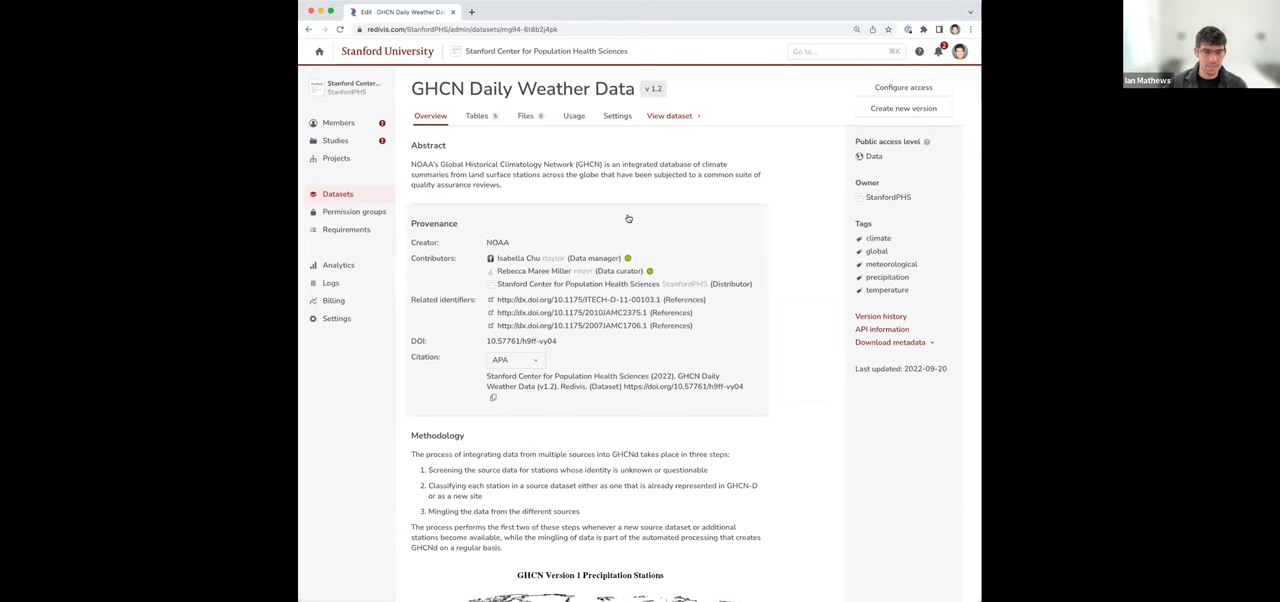 Edit - GHCN Daily Weather Da
redivis.com/StanfordPHS/admin/datasets/mg94-6t8b2j4pk
Stanford University
Stanford Center for Population Health Sciences
Go to...
⌘K
2
Ian Mathews
Stanford Center...
StanfordPHS
Members
Studies
Projects
Datasets
Permission groups
Requirements
Analytics
Logs
Billing
Settings
GHCN Daily Weather Data v 1.2
Overview Tables 5 Files 0 Usage Settings View dataset ›
Abstract
NOAA's Global Historical Climatology Network (GHCN) is an integrated database of climate
summaries from land surface stations across the globe that have been subjected to a common suite of
quality assurance reviews.
Provenance
Creator: NOAA
Contributors: Isabella Chu itaylor (Data manager)
Rebecca Maree Miller (Data curator)
Stanford Center for Population Health Sciences StanfordPHS (Distributor)
Related identifiers: http://dx.doi.org/10.1175/JTECH-D-11-00103.1 (References)
http://dx.doi.org/10.1175/2010JAMC2375.1 (References)
http://dx.doi.org/10.1175/2007JAMC1706.1 (References)
DOI: 10.57761/h9ff-vy04
Citation: APA
Stanford Center for Population Health Sciences (2022). GHCN Daily
Weather Data (v1.2). Redivis. (Dataset) https://doi.org/10.57761/h9ff-vy04
Methodology
The process of integrating data from multiple sources into GHCNd takes place in three steps:
1. Screening the source data for stations whose identity is unknown or questionable
2. Classifying each station in a source dataset either as one that is already represented in GHCN-D
or as a new site
3. Mingling the data from the different sources
The process performs the first two of these steps whenever a new source dataset or additional
stations become available, while the mingling of data is part of the automated processing that creates
GHCNd on a regular basis.
GHCN Version 1 Precipitation Stations
Configure access
Create new version
Public access level
Data
Owner
StanfordPHS
Tags
climate
global
meteorological
precipitation
temperature
Version history
API information
Download metadata
Last updated: 2022-09-20